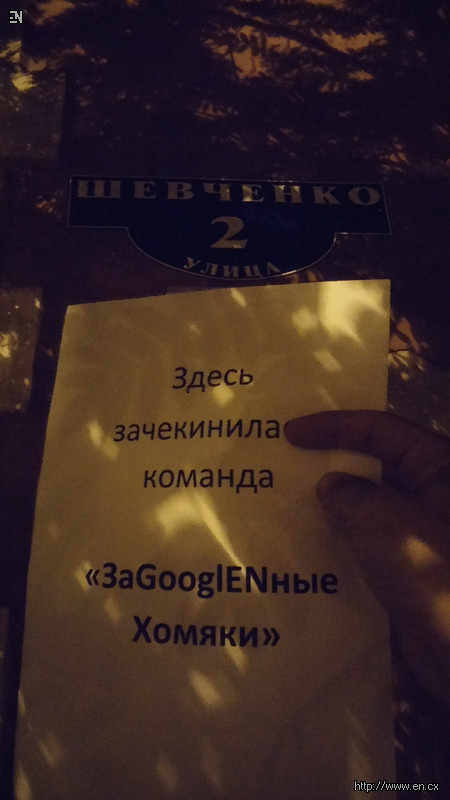 EN
ШЕВЧЕНКО
2
УЛИЦА
Здесь
зачекинила
команда
«ЗаGooglENные
Хомяки»
http://www.en.cx